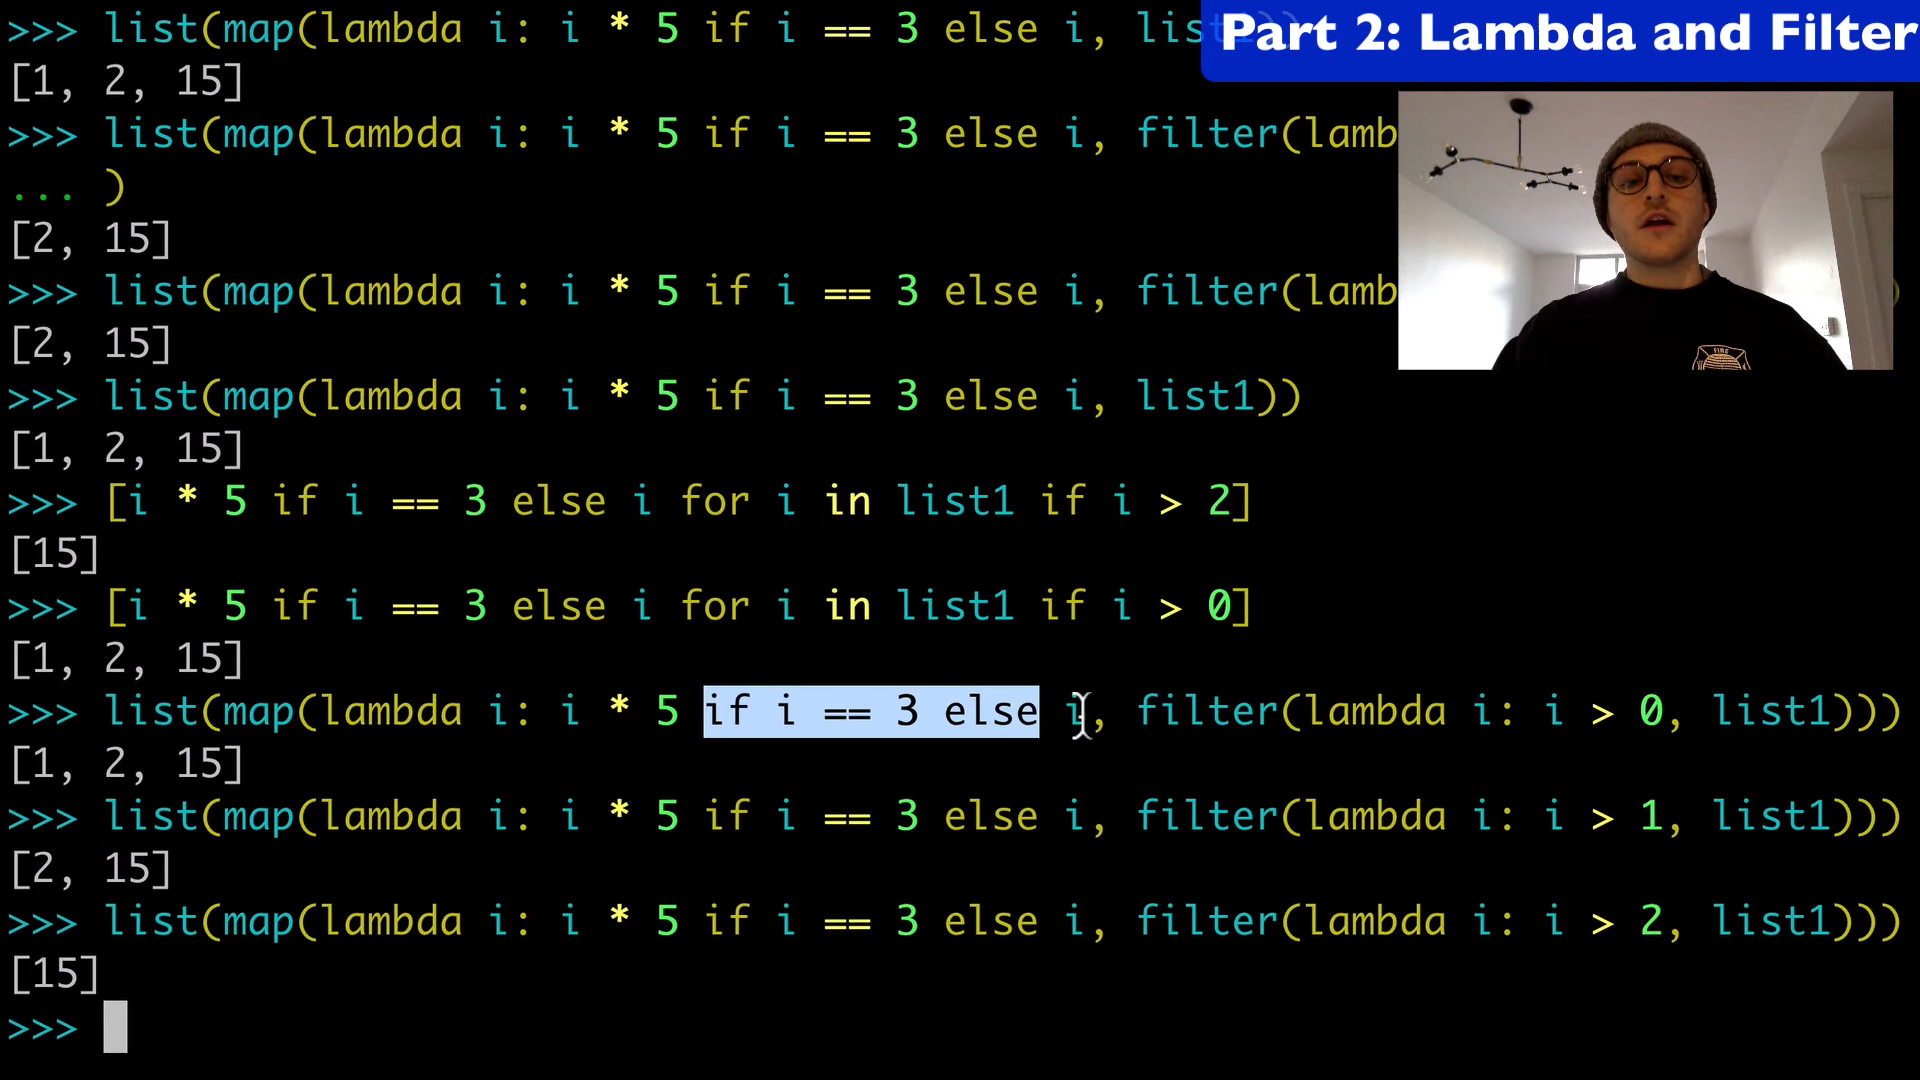 >>> list(map(lambda i: i * 5 if i == 3 else i, lis
Part 2: Lambda and Filter
[1, 2, 15]
>>> list(map(lambda i: i * 5 if i == 3 else i, filter(lamb
... )
[2, 15]
>>> list(map(lambda i: i * 5 if i == 3 else i, filter(lamb
[2, 15]
>>> list(map(lambda i: i * 5 if i == 3 else i, list1))
[1, 2, 15]
>>> [i * 5 if i == 3 else i for i in list1 if i > 2]
[15]
>>> [i * 5 if i == 3 else i for i in list1 if i > 0]
[1, 2, 15]
>>> list(map(lambda i: i * 5 if i == 3 else i, filter(lambda i: i > 0, list1)))
[1, 2, 15]
>>> list(map(lambda i: i * 5 if i == 3 else i, filter(lambda i: i > 1, list1)))
[2, 15]
>>> list(map(lambda i: i * 5 if i == 3 else i, filter(lambda i: i > 2, list1)))
[15]
>>>
FIRE